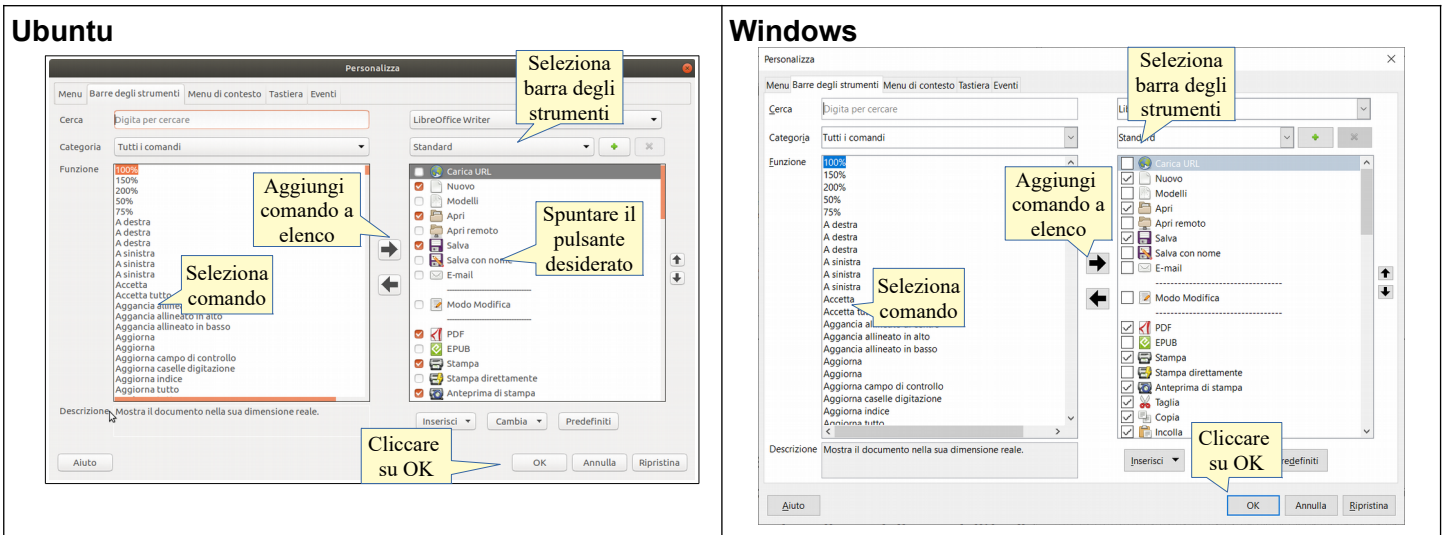 Ubuntu
Personalizza
Menu Barre degli strumenti Menu di contesto Tastiera Eventi
Cerca Digita per cercare LibreOffice Writer
Categoria Tutti i comandi Standard
Funzione
100%
150%
200%
50%
75%
A destra
A destra
A destra
A sinistra
A sinistra
A sinistra
Accetta
Accetta tutto
Aggancia
Aggancia allineato in alto
Aggancia allineato in basso
Aggiorna
Aggiorna
Aggiorna campo di controllo
Aggiorna caselle digitazione
Aggiorna indice
Aggiorna tutto
Carica URL
Nuovo
Modelli
Apri
Apri remoto
Salva
Salva con nome
E-mail
Modo Modifica
PDF
EPUB
Stampa
Stampa direttamente
Anteprima di stampa
Descrizione Mostra il documento nella sua dimensione reale.
Inserisci Cambia Predefiniti
Aiuto OK Annulla Ripristina
Seleziona
barra degli
strumenti
Aggiungi
comando a
elenco
Spuntare il
pulsante
desiderato
Seleziona
comando
Cliccare
su OK
Windows
Personalizza
Menu Barre degli strumenti Menu di contesto Tastiera Eventi
Cerca Digita per cercare
Categoria Tutti i comandi Standard
Funzione
100%
150%
200%
50%
75%
A destra
A destra
A destra
A sinistra
A sinistra
A sinistra
Accetta
Accetta
Aggancia
Aggancia allineato in alto
Aggancia allineato in basso
Aggiorna
Aggiorna
Aggiorna campo di controllo
Aggiorna caselle digitazione
Aggiorna indice
Aggiorna tutto
Carica URL
Nuovo
Modelli
Apri
Apri remoto
Salva
Salva con nome
E-mail
Modo Modifica
PDF
EPUB
Stampa
Stampa direttamente
Anteprima di stampa
Taglia
Copia
Incolla
Descrizione Mostra il documento nella sua dimensione reale.
Inserisci redefiniti
Aiuto OK Annulla Ripristina
Seleziona
barra degli
strumenti
Aggiungi
comando a
elenco
Seleziona
comando
Cliccare
su OK